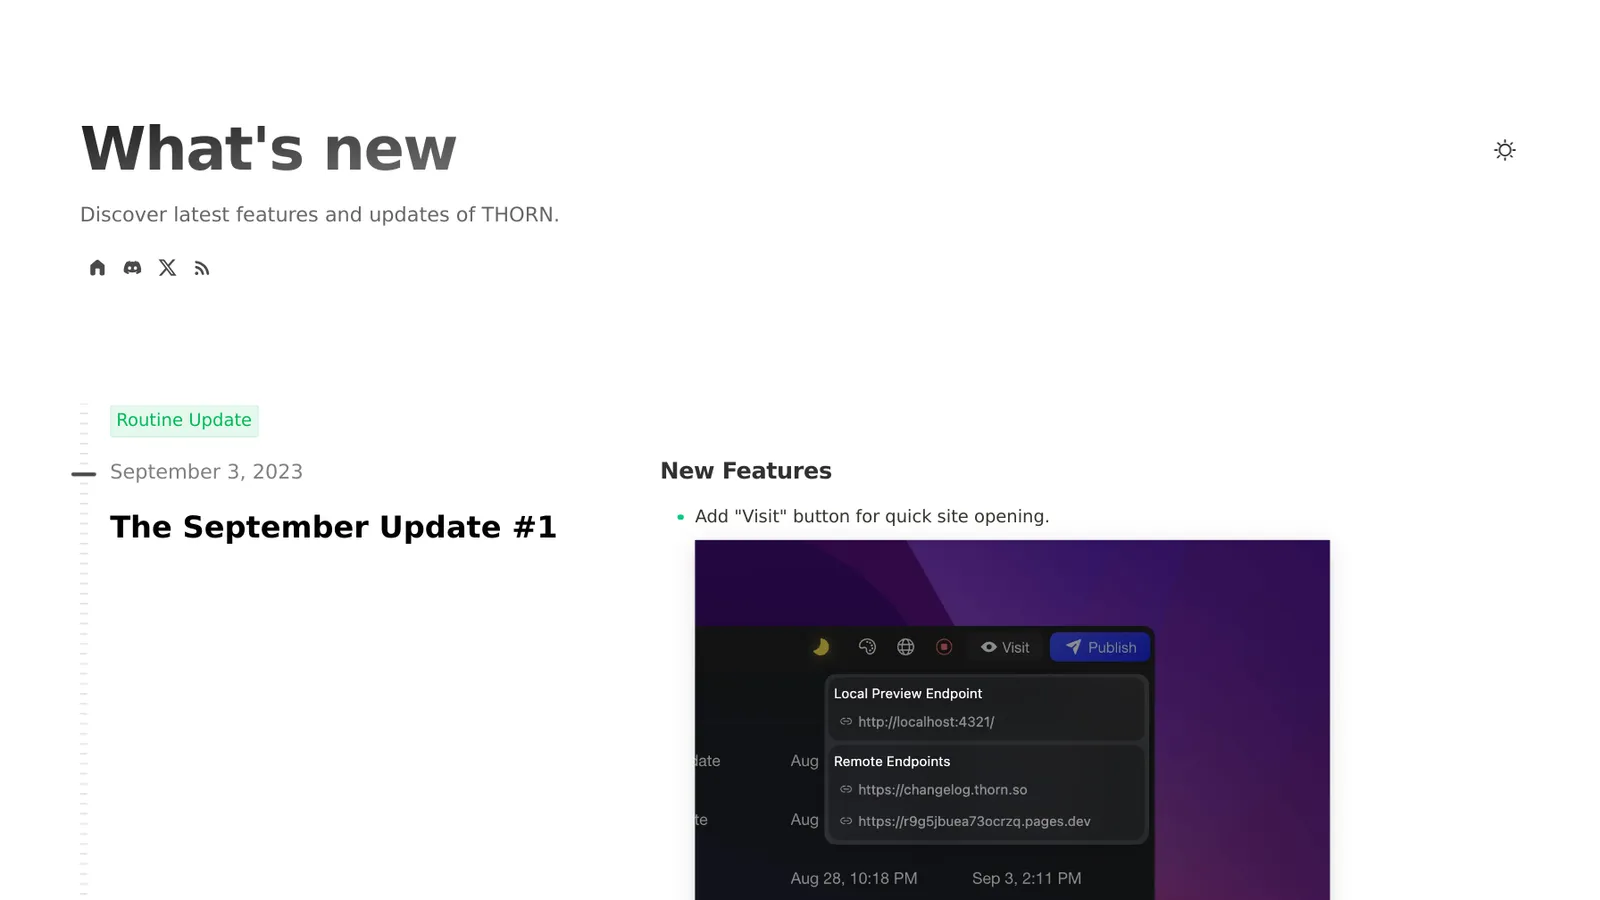 What's new
Discover latest features and updates of THORN.
Routine Update
September 3, 2023
The September Update #1
New Features
Add "Visit" button for quick site opening.
Visit
Publish
Local Preview Endpoint
http://localhost:4321/
Remote Endpoints
https://changelog.thorn.so
https://r9g5jbuea73ocrzq.pages.dev
Aug
Aug
Aug 28, 10:18 PM
Sep 3, 2:11 PM